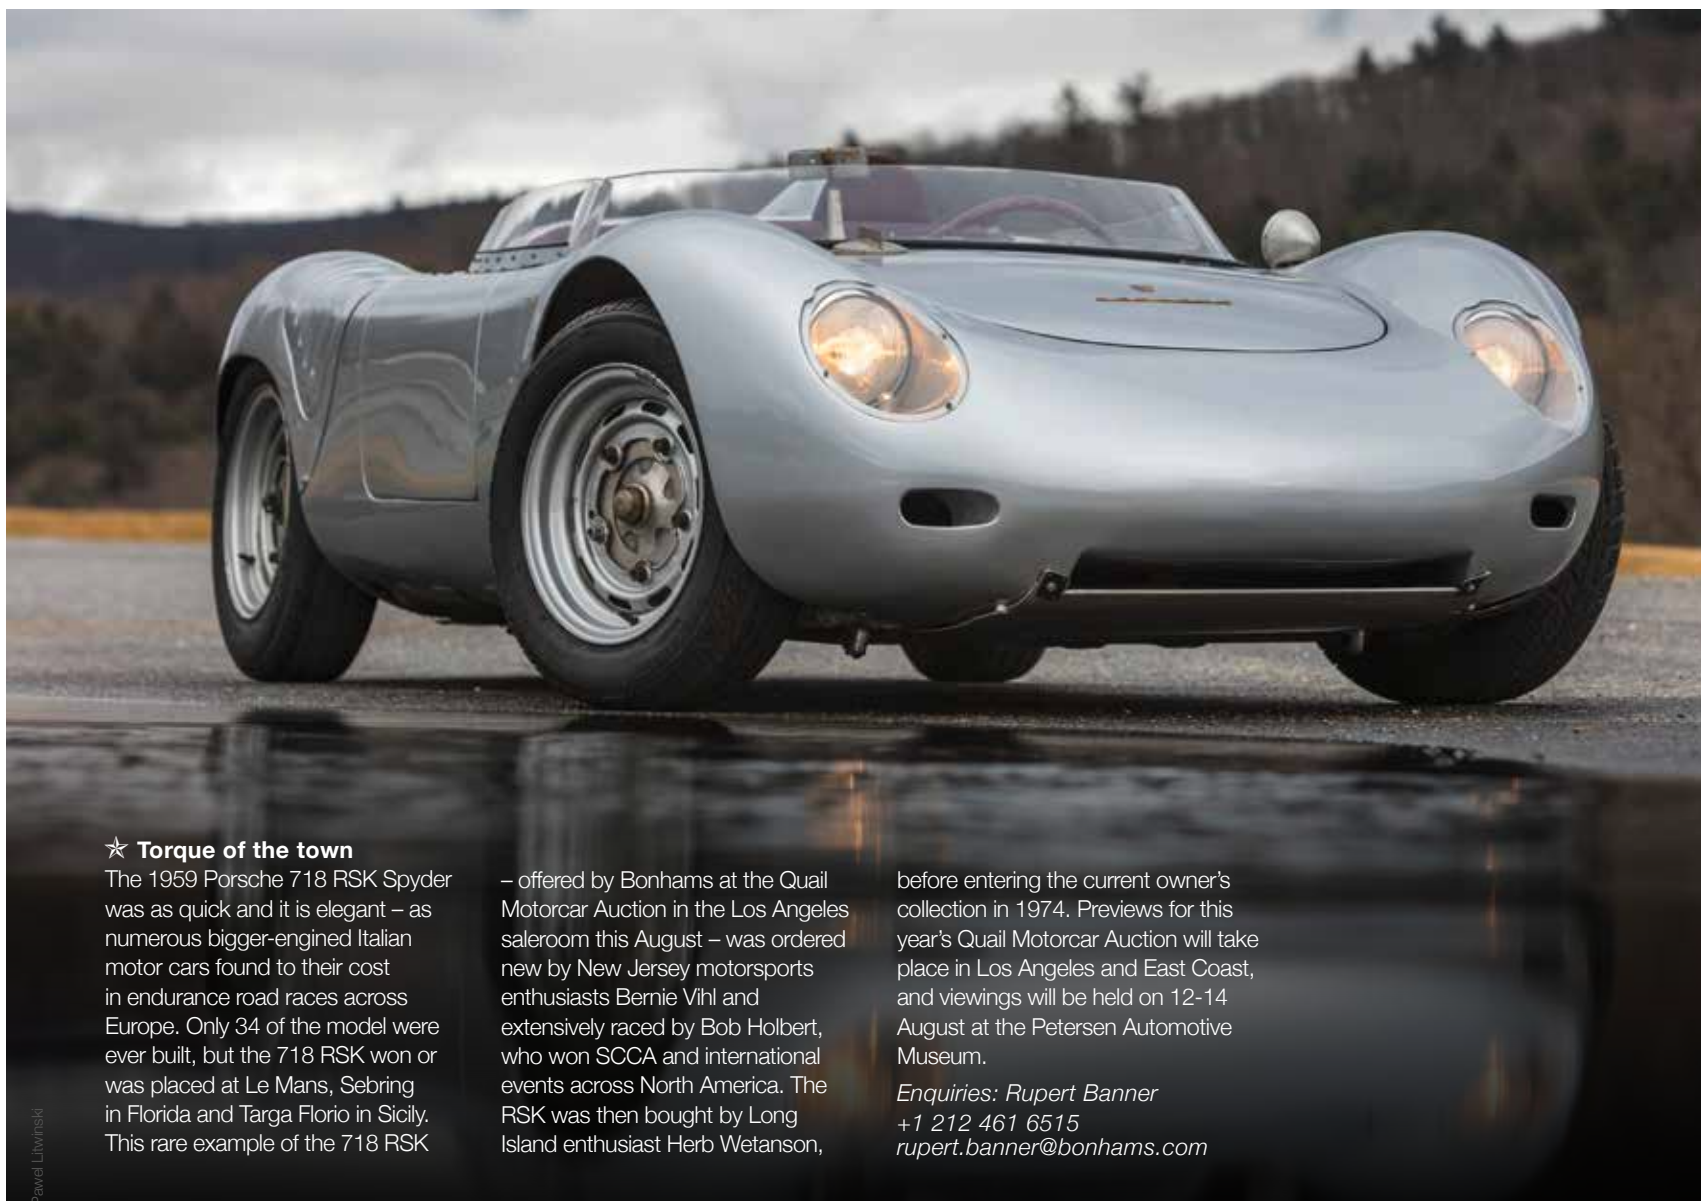 Torque of the town
The 1959 Porsche 718 RSK Spyder
was as quick and it is elegant – as
numerous bigger-engined Italian
motor cars found to their cost
in endurance road races across
Europe. Only 34 of the model were
ever built, but the 718 RSK won or
was placed at Le Mans, Sebring
in Florida and Targa Florio in Sicily.
This rare example of the 718 RSK
– offered by Bonhams at the Quail
Motorcar Auction in the Los Angeles
saleroom this August – was ordered
new by New Jersey motorsports
enthusiasts Bernie Vihl and
extensively raced by Bob Holbert,
who won SCCA and international
events across North America. The
RSK was then bought by Long
Island enthusiast Herb Wetanson,
before entering the current owner's
collection in 1974. Previews for this
year's Quail Motorcar Auction will take
place in Los Angeles and East Coast,
and viewings will be held on 12-14
August at the Petersen Automotive
Museum.
Enquiries: Rupert Banner
+1 212 461 6515
rupert.banner@bonhams.com
Pawel Litwinski